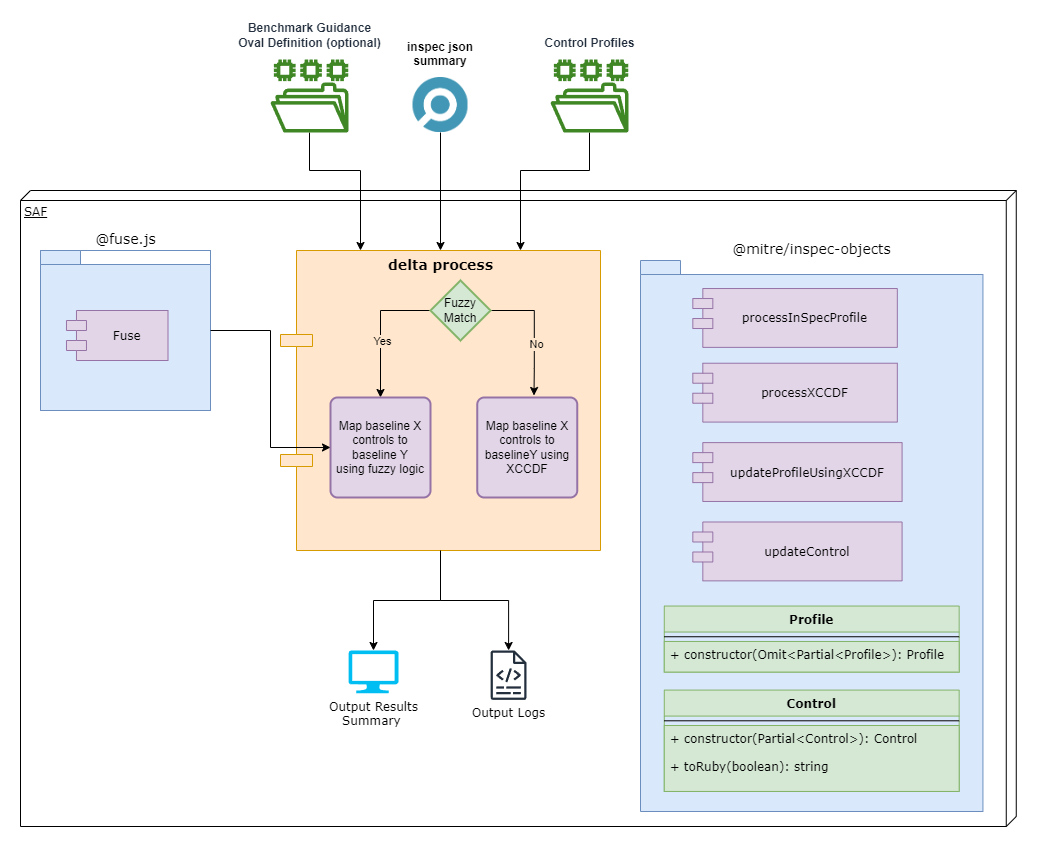 Benchmark Guidance
Oval Definition (optional)
inspec json
summary
Control Profiles
SAF
@fuse.js
Fuse
delta process
Fuzzy
Match
Yes
No
Map baseline X
controls to
baseline Y
using fuzzy logic
Map baseline X
controls to
baselineY using
XCCDF
Output Results
Summary
Output Logs
@mitre/inspec-objects
processInSpecProfile
processXCCDF
updateProfileUsingXCCDF
updateControl
Profile
+ constructor(Omit<Partial<Profile>): Profile
Control
+ constructor(Partial<Control>): Control
+ toRuby(boolean): string